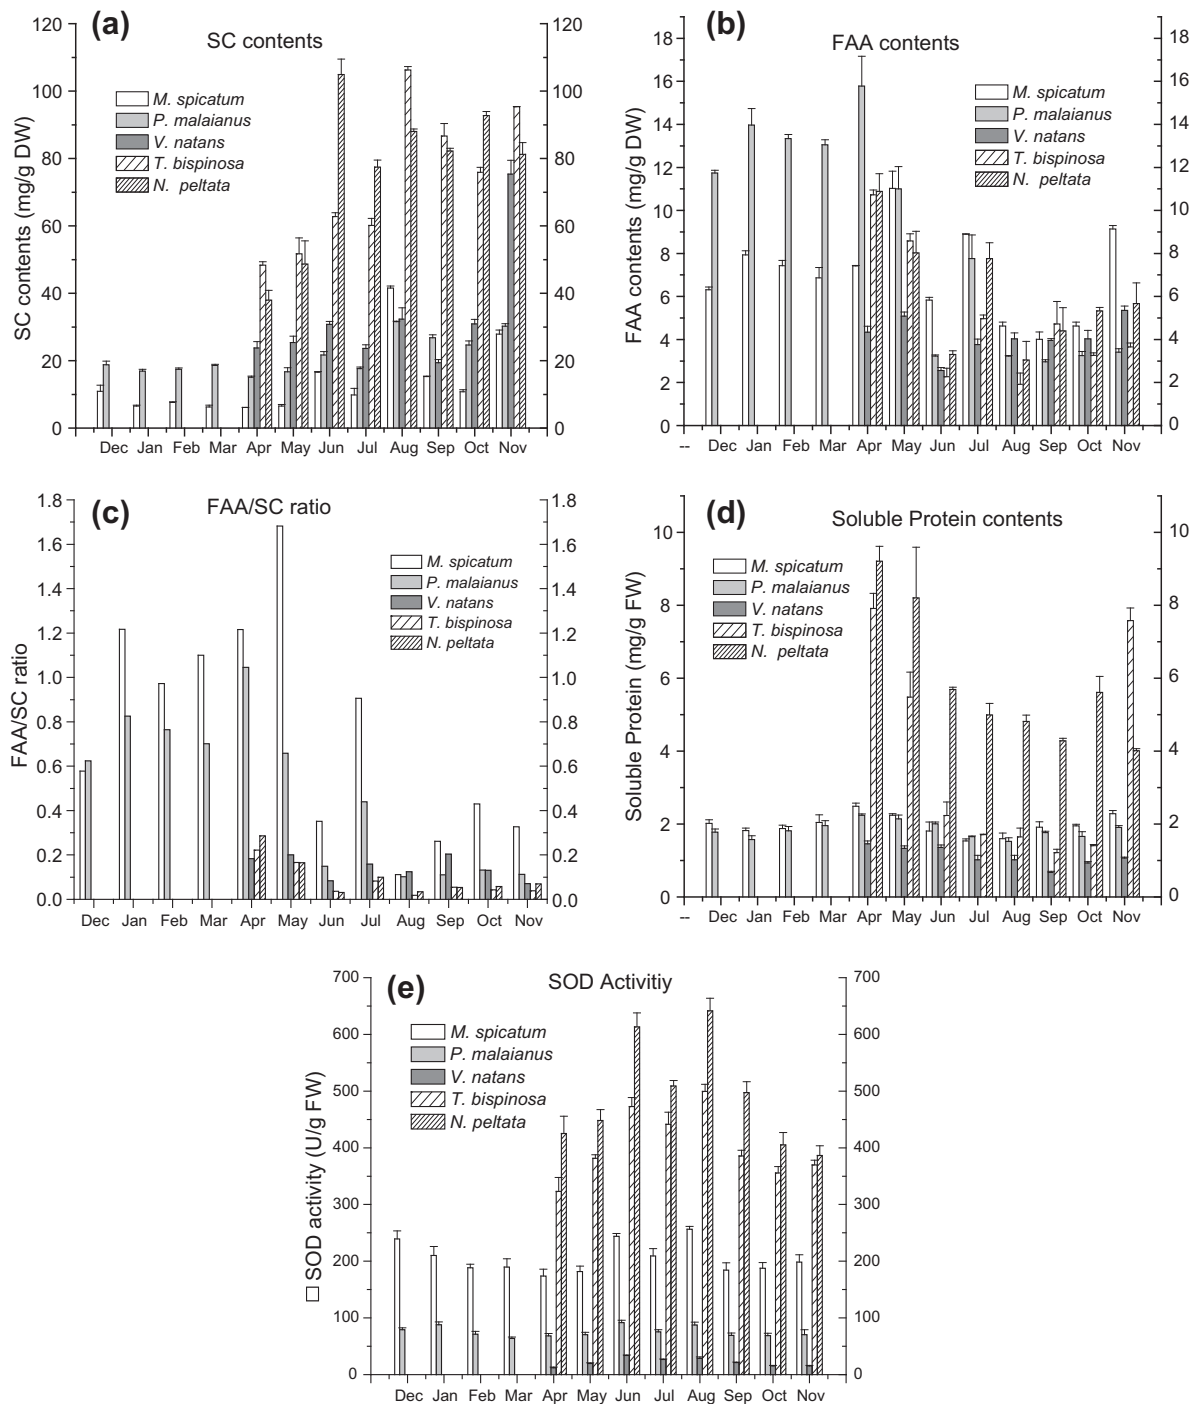 (a)
SC contents
SC contents (mg/g DW)
120
100
80
60
40
20
0
M. spicatum
P. malaianus
V. natans
T. bispinosa
N. peltata
120
100
80
60
40
20
0
Dec Jan Feb Mar Apr May Jun Jul Aug Sep Oct Nov
(b)
FAA contents
FAA contents (mg/g DW)
18
16
14
12
10
8
6
4
2
0
M. spicatum
P. malaianus
V. natans
T. bispinosa
N. peltata
18
16
14
12
10
8
6
4
2
0
-- Dec Jan Feb Mar Apr May Jun Jul Aug Sep Oct Nov
(c)
FAA/SC ratio
FAA/SC ratio
1.8
1.6
1.4
1.2
1.0
0.8
0.6
0.4
0.2
0.0
M. spicatum
P. malaianus
V. natans
T. bispinosa
N. peltata
1.8
1.6
1.4
1.2
1.0
0.8
0.6
0.4
0.2
0.0
Dec Jan Feb Mar Apr May Jun Jul Aug Sep Oct Nov
(d)
Soluble Protein contents
Soluble Protein (mg/g FW)
10
8
6
4
2
0
M. spicatum
P. malaianus
V. natans
T. bispinosa
N. peltata
10
8
6
4
2
0
-- Dec Jan Feb Mar Apr May Jun Jul Aug Sep Oct Nov
(e)
SOD Activitiy
SOD activity (U/g FW)
700
600
500
400
300
200
100
0
M. spicatum
P. malaianus
V. natans
T. bispinosa
N. peltata
700
600
500
400
300
200
100
0
Dec Jan Feb Mar Apr May Jun Jul Aug Sep Oct Nov